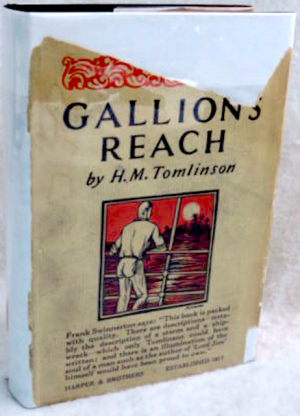 GALLIONS
REACH
by H.M. Tomlinson
Frank Swinnerton says: "This book is packed
with quality. There are descriptions—nota-
bly the description of a storm and a ship-
wreck—which only Tomlinson could have
written; and there is an illumination of the
soul of a man such as the author of 'Lord Jim'
himself would have been proud to own."
HARPER & BROTHERS ESTABLISHED 1817